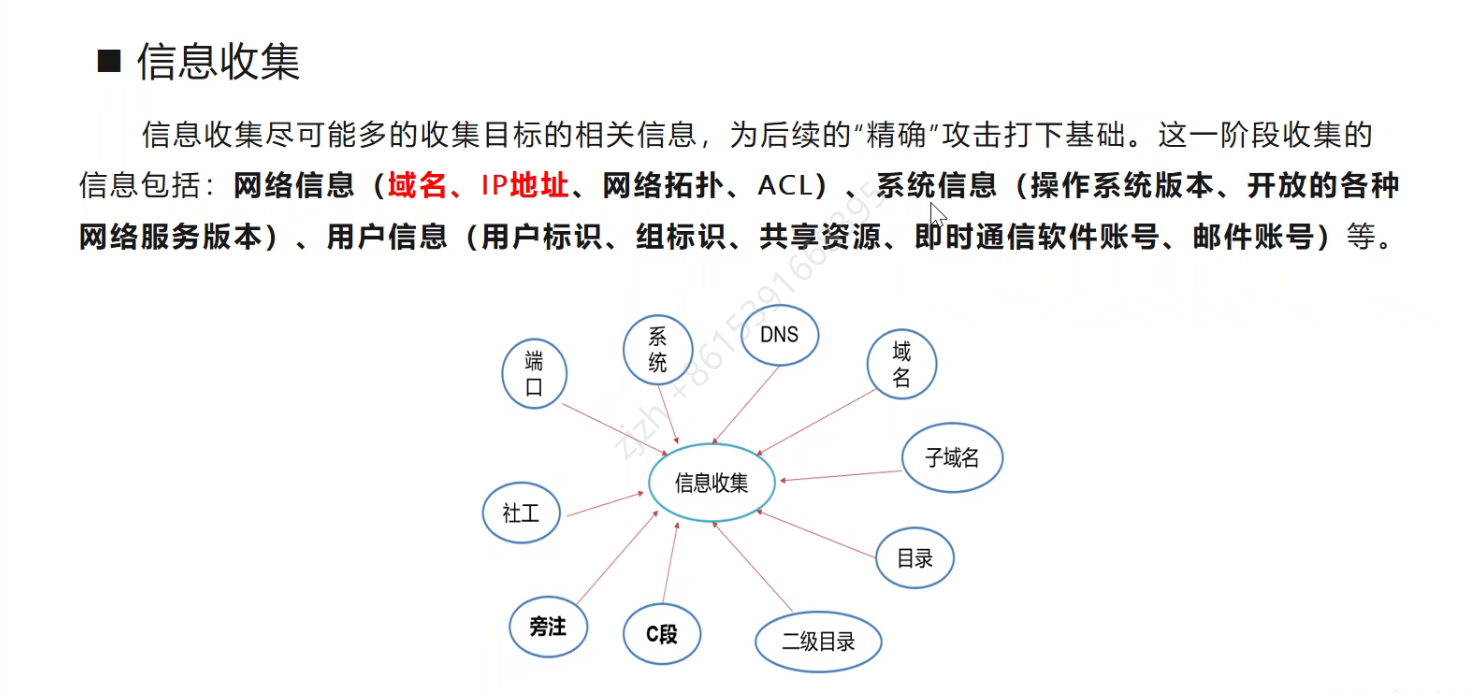 ■ 信息收集
信息收集尽可能多的收集目标的相关信息，为后续的“精确”攻击打下基础。这一阶段收集的
信息包括：网络信息（域名、IP地址、网络拓扑、ACL）、系统信息（操作系统版本、开放的各种
网络服务版本）、用户信息（用户标识、组标识、共享资源、即时通信软件账号、邮件账号）等。
端
口
系
统
DNS
域
名
子域名
信息收集
社工
目录
旁注
C段
二级目录